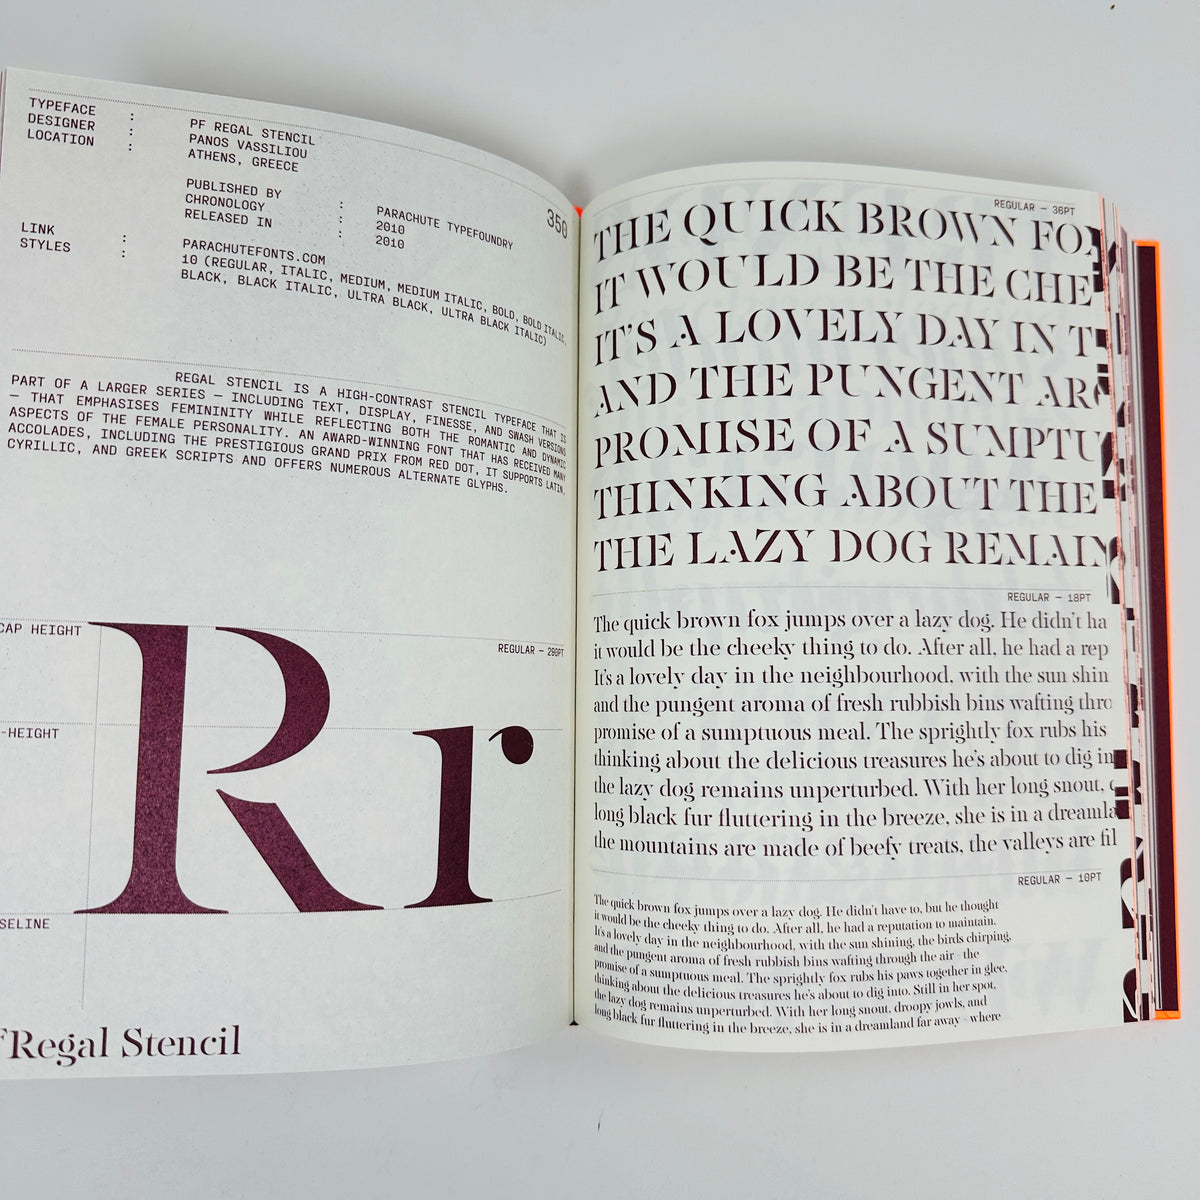 350
TYPEFACE : PF REGAL STENCIL
DESIGNER : PANOS VASSILIOU
LOCATION : ATHENS, GREECE
PUBLISHED BY : PARACHUTE TYPEFOUNDRY
CHRONOLOGY : 2010
RELEASED IN : 2010
LINK : PARACHUTEFONTS.COM
STYLES : 10 (REGULAR, ITALIC, MEDIUM, MEDIUM ITALIC, BOLD, BOLD ITALIC,
BLACK, BLACK ITALIC, ULTRA BLACK, ULTRA BLACK ITALIC)
REGAL STENCIL IS A HIGH-CONTRAST STENCIL TYPEFACE THAT IS
PART OF A LARGER SERIES — INCLUDING TEXT, DISPLAY, FINESSE, AND SWASH VERSIONS
— THAT EMPHASISES FEMININITY WHILE REFLECTING BOTH THE ROMANTIC AND DYNAMIC
ASPECTS OF THE FEMALE PERSONALITY. AN AWARD-WINNING FONT THAT HAS RECEIVED MANY
ACCOLADES, INCLUDING THE PRESTIGIOUS GRAND PRIX FROM RED DOT, IT SUPPORTS LATIN,
CYRILLIC, AND GREEK SCRIPTS AND OFFERS NUMEROUS ALTERNATE GLYPHS.
CAP HEIGHT
REGULAR — 290PT
-HEIGHT
Rr
SELINE
FRegal Stencil
REGULAR — 36PT
THE QUICK BROWN FOX
IT WOULD BE THE CHE
IT'S A LOVELY DAY IN T
AND THE PUNGENT ARO
PROMISE OF A SUMPTU
THINKING ABOUT THE
THE LAZY DOG REMAIN
REGULAR — 18PT
The quick brown fox jumps over a lazy dog. He didn't ha
it would be the cheeky thing to do. After all, he had a rep
It's a lovely day in the neighbourhood, with the sun shin
and the pungent aroma of fresh rubbish bins wafting thro
promise of a sumptuous meal. The sprightly fox rubs his
thinking about the delicious treasures he's about to dig in
the lazy dog remains unperturbed. With her long snout, d
long black fur fluttering in the breeze, she is in a dreamla
the mountains are made of beefy treats, the valleys are fil
REGULAR — 10PT
The quick brown fox jumps over a lazy dog. He didn't have to, but he thought
it would be the cheeky thing to do. After all, he had a reputation to maintain.
It's a lovely day in the neighbourhood, with the sun shining, the birds chirping,
and the pungent aroma of fresh rubbish bins wafting through the air - the
promise of a sumptuous meal. The sprightly fox rubs his paws together in glee,
thinking about the delicious treasures he's about to dig into. Still in her spot,
the lazy dog remains unperturbed. With her long snout, droopy jowls, and
long black fur fluttering in the breeze, she is in a dreamland far away - where